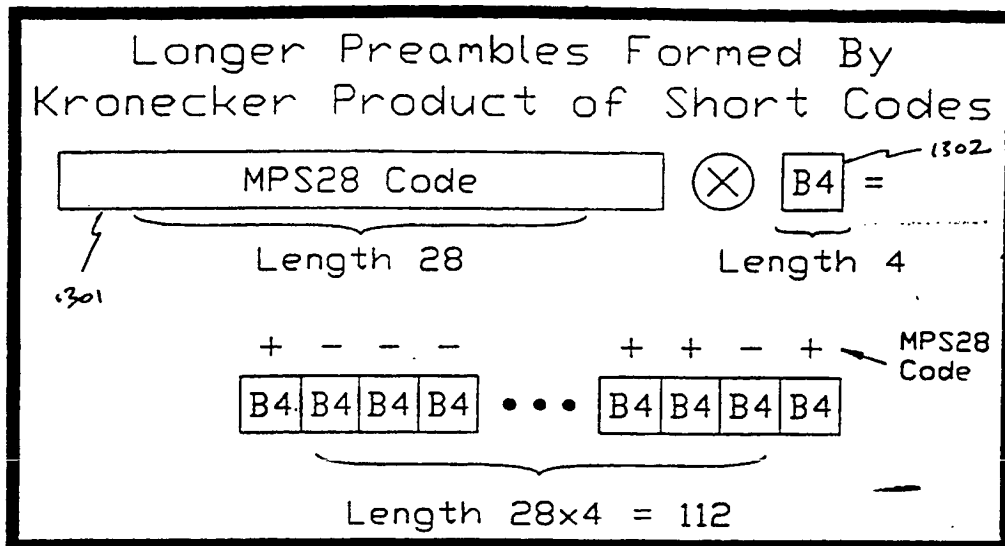 Longer Preambles Formed By
Kronecker Product of Short Codes
MPS28 Code ⊗ B4 =
1302
Length 28 Length 4
1301
+ - - - + + - + MPS28
Code
B4 B4 B4 B4 ••• B4 B4 B4 B4
Length 28x4 = 112